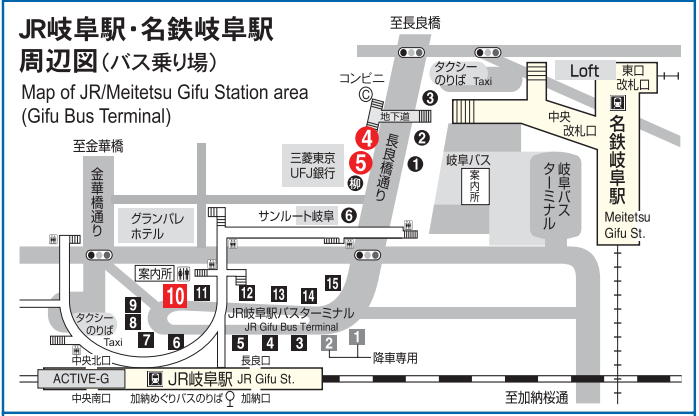 JR岐阜駅・名鉄岐阜駅
周辺図(バス乗り場)
Map of JR/Meitetsu Gifu Station area
(Gifu Bus Terminal)
至長良橋
タクシー
のりば Taxi
Loft
東口
改札口
コンビニ
C
地下道
3
4
2
中央
改札口
名鉄岐阜駅
Meitetsu
Gifu St.
至金華橋
三菱東京
UFJ銀行
5
1
柳
長良橋通り
岐阜バス
案内所
岐阜バス
ターミナル
金華橋通り
グランパレ
ホテル
サンルート岐阜 6
案内所
10
11
12
13
14
15
9
8
7
6
タクシー
のりば
Taxi
JR岐阜駅バスターミナル
JR Gifu Bus Terminal
5
4
3
2
1
降車専用
中央北口
長良口
ACTIVE-G
JR岐阜駅 JR Gifu St.
中央南口
加納めぐりバスのりば
加納口
至加納桜通